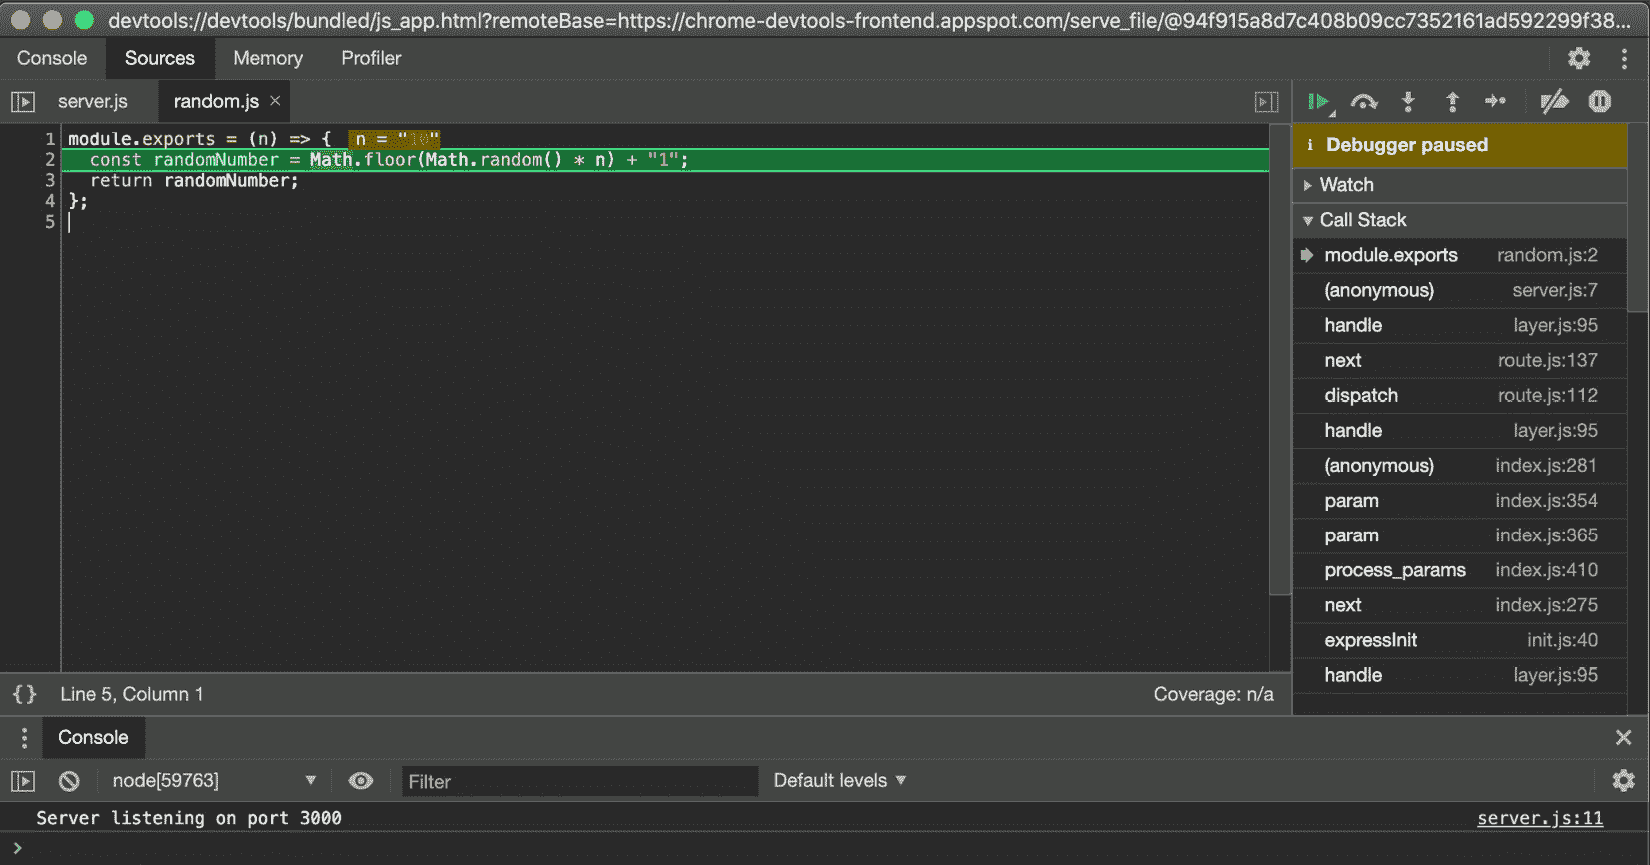 devtools://devtools/bundled/js_app.html?remoteBase=https://chrome-devtools-frontend.appspot.com/serve_file/@94f915a8d7c408b09cc7352161ad592299f38...
Console Sources Memory Profiler
server.js random.js ×
1 module.exports = (n) => { n = "10"
2 const randomNumber = Math.floor(Math.random() * n) + "1";
3 return randomNumber;
4 };
5
{} Line 5, Column 1 Coverage: n/a
i Debugger paused
Watch
Call Stack
module.exports random.js:2
(anonymous) server.js:7
handle layer.js:95
next route.js:137
dispatch route.js:112
handle layer.js:95
(anonymous) index.js:281
param index.js:354
param index.js:365
process_params index.js:410
next index.js:275
expressInit init.js:40
handle layer.js:95
Console
node[59763] Filter Default levels
Server listening on port 3000 server.js:11
>